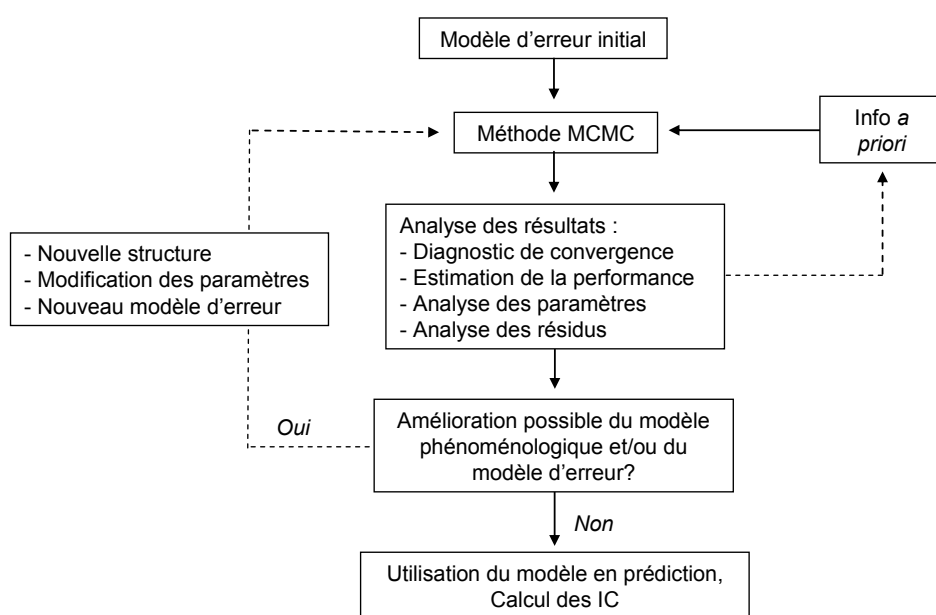 Modèle d'erreur initial
Méthode MCMC
Info a
priori
Analyse des résultats :
- Diagnostic de convergence
- Estimation de la performance
- Analyse des paramètres
- Analyse des résidus
- Nouvelle structure
- Modification des paramètres
- Nouveau modèle d'erreur
Oui
Amélioration possible du modèle
phénoménologique et/ou du
modèle d'erreur?
Non
Utilisation du modèle en prédiction,
Calcul des IC